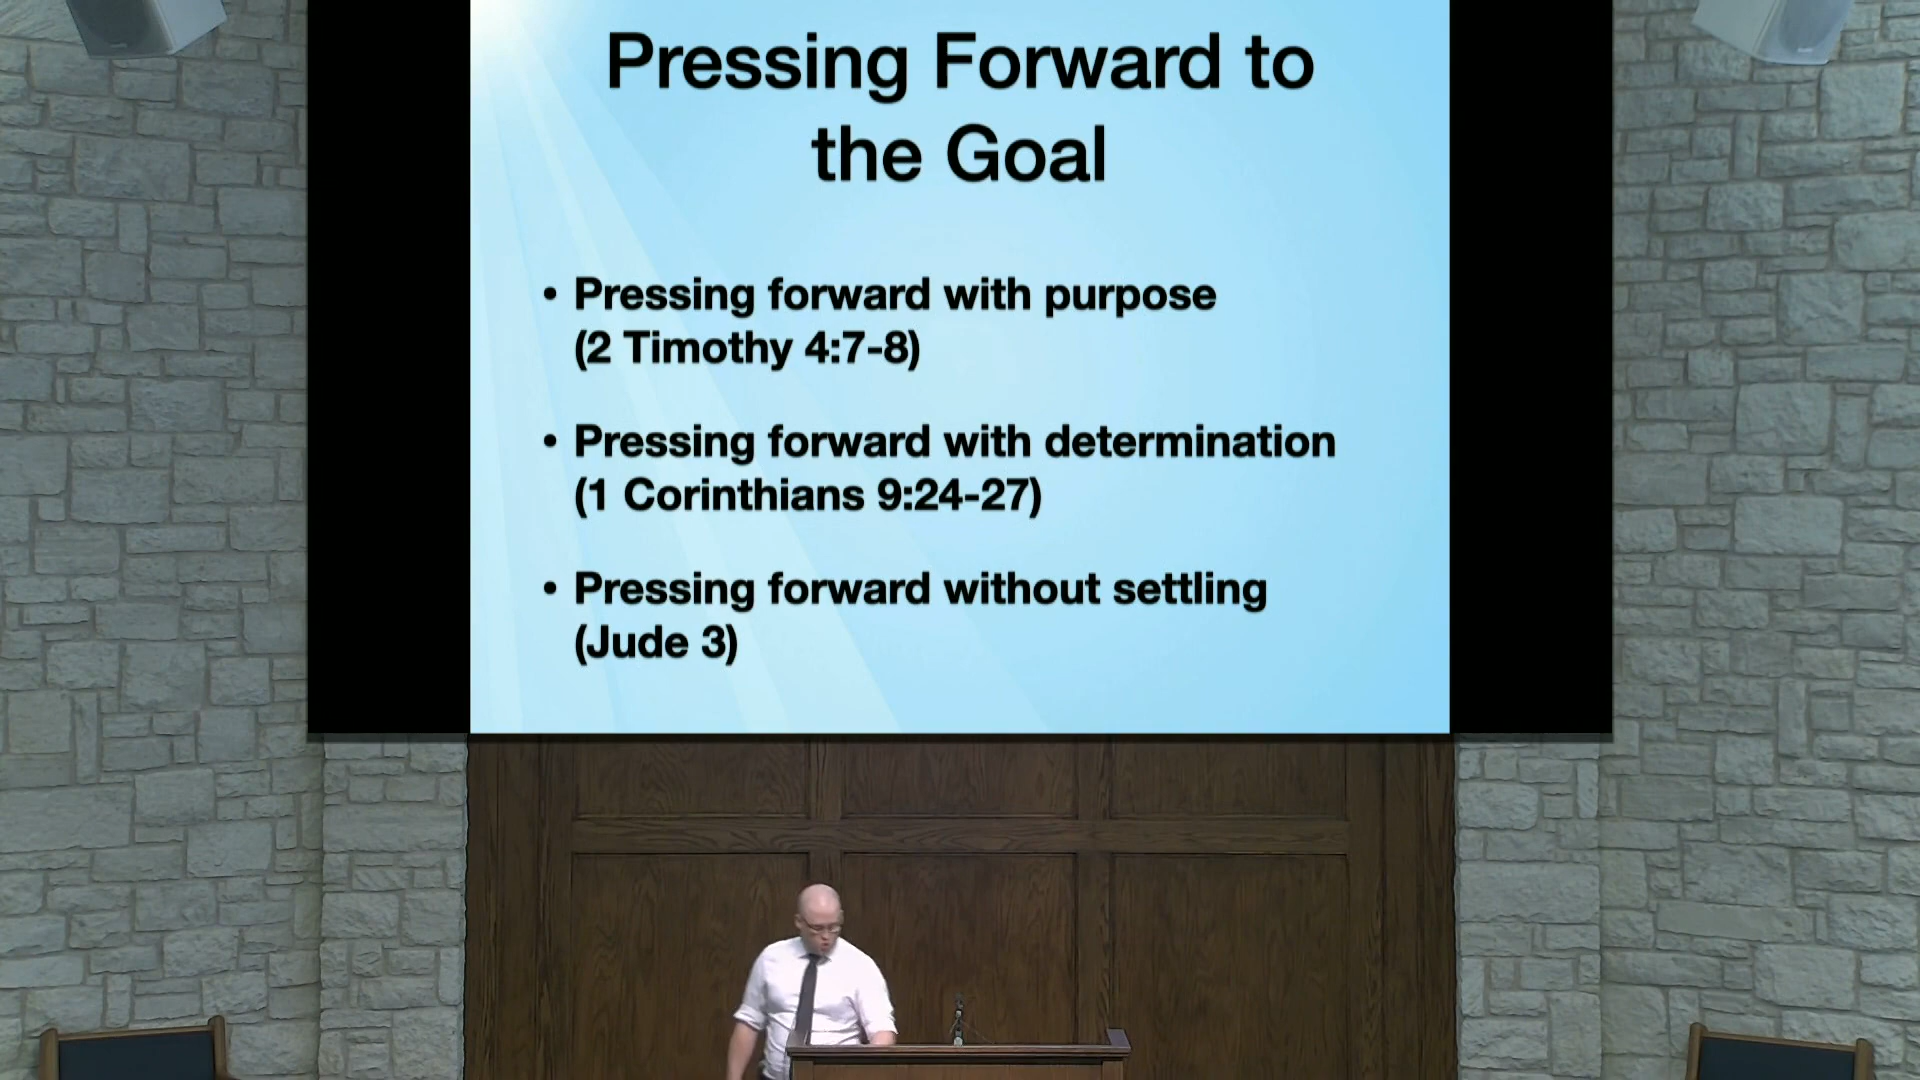 Pressing Forward to
the Goal
• Pressing forward with purpose
(2 Timothy 4:7-8)
• Pressing forward with determination
(1 Corinthians 9:24-27)
• Pressing forward without settling
(Jude 3)